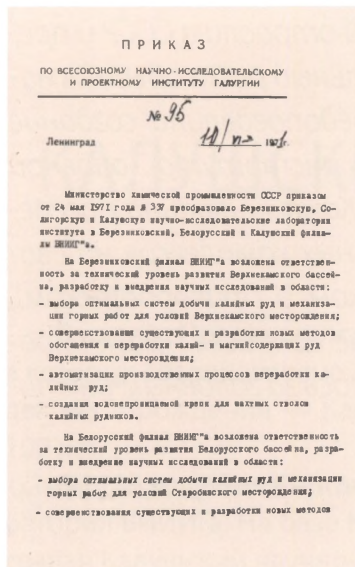 ПРИКАЗ
ПО ВСЕСОЮЗНОМУ НАУЧНО-ИССЛЕДОВАТЕЛЬСКОМУ
И ПРОЕКТНОМУ ИНСТИТУТУ ГАЛУРГИИ
№ 95
Ленинград 10/VI- 1971г.
Министерство Химической промышленности СССР приказом
от 24 мая 1971 года № 337 преобразовало Березниковскую, Со-
лигорскую и Калушскую научно-исследовательские лаборатории
института в Березниковский, Белорусский и Калушский филиа-
лы ВНИИГ"а.
На Березниковский филиал ВНИИГ"а возложена ответствен-
ность за технический уровень развития Верхнекамского бассей-
на, разработку и внедрения научных исследований в области:
- выбора оптимальных систем добычи калийных руд и механиза-
ции горных работ для условий Верхнекамского месторождения;
- совершенствования существующих и разработки новых методов
обогащения и переработки калий- и магнийсодержащих руд
Верхнекамского месторождения;
- автоматизации производственных процессов переработки ка-
лийных руд;
- создания водонепроницаемой крепи для шахтных стволов
калийных рудников.
На Белорусский филиал ВНИИГ"а возложена ответственность
за технический уровень развития Белорусского бассейна, разра-
ботку и внедрение научных исследований в области:
- выбора оптимальных систем добычи калийных руд и механизации
горных работ для условий Старобинского месторождения;
- совершенствования существующих и разработки новых методов